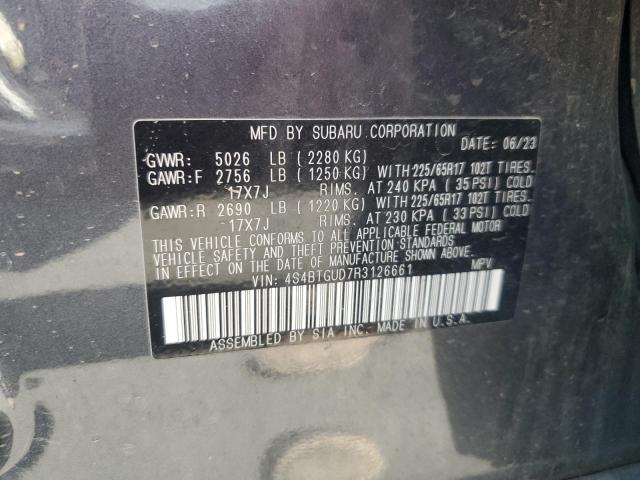 MFD BY SUBARU CORPORATION
DATE: 06/23
GVWR: 5026 LB (2280 KG)
GAWR:F 2756 LB (1250 KG) WITH 225/65R17 102T TIRES.
17X7J RIMS. AT 240 KPA (35 PSI) COLD
GAWR:R 2690 LB (1220 KG) WITH 225/65R17 102T TIRES.
17X7J RIMS. AT 230 KPA (33 PSI) COLD
THIS VEHICLE CONFORMS TO ALL APPLICABLE FEDERAL MOTOR
VEHICLE SAFETY AND THEFT PREVENTION STANDARDS IN EFFECT
ON THE DATE OF MANUFACTURE SHOWN ABOVE.
VIN: 4S4BTGUD7R3126661 MPV
ASSEMBLED BY SIA INC. MADE IN U.S.A.